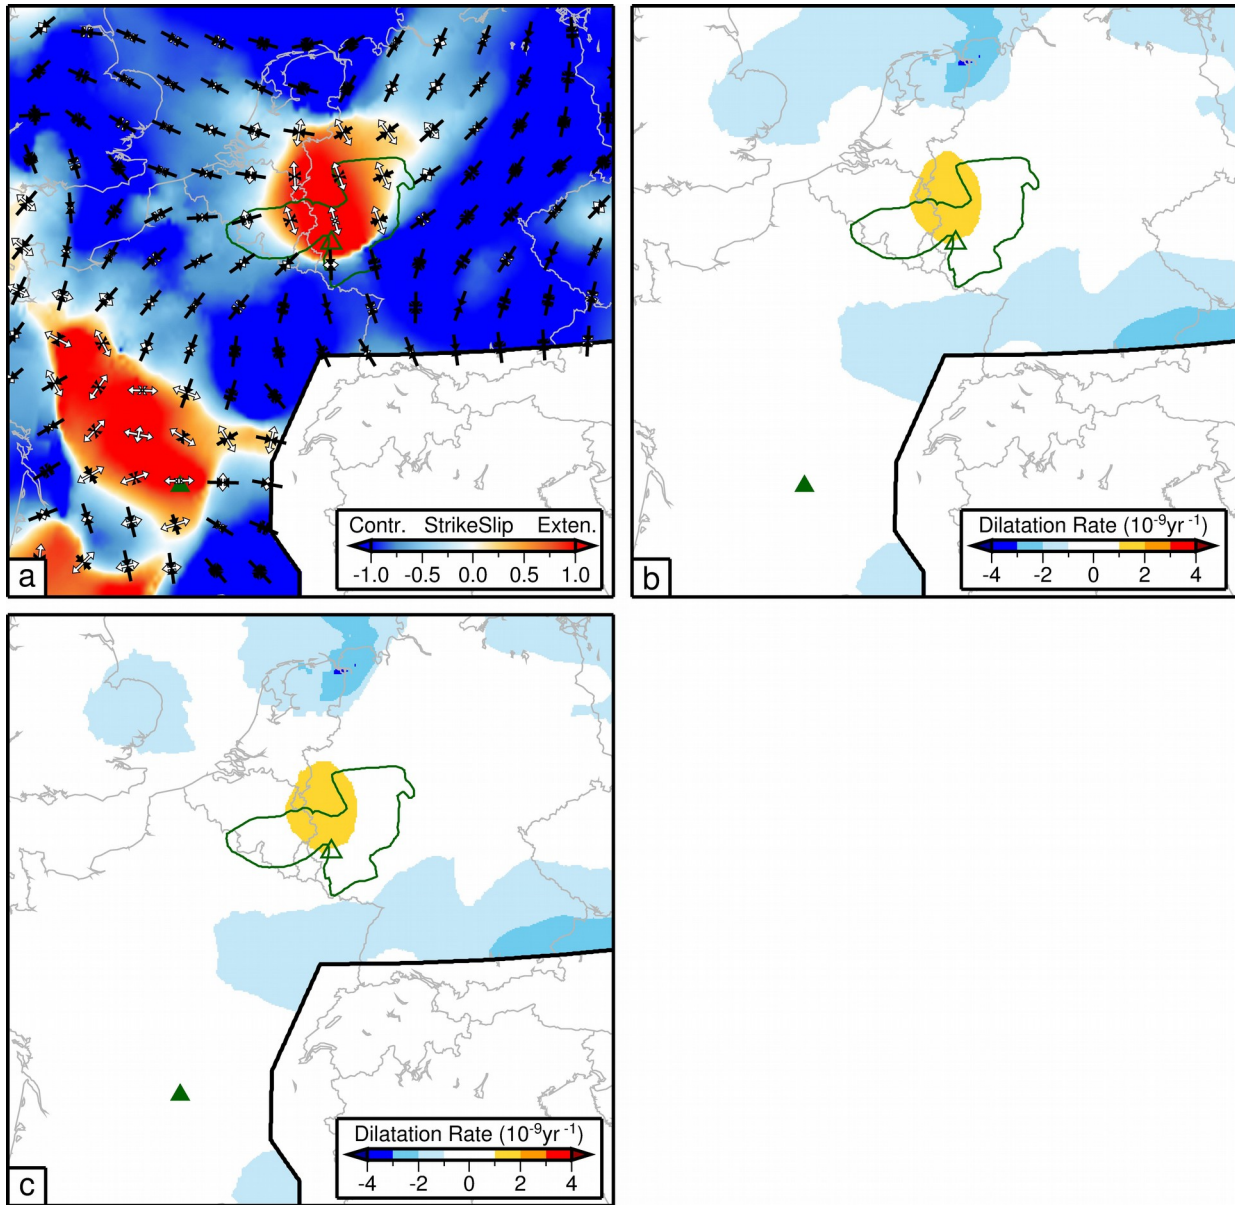 Contr. StrikeSlip Exten.
-1.0 -0.5 0.0 0.5 1.0
a
Dilatation Rate (10⁻⁹yr⁻¹)
-4 -2 0 2 4
b
Dilatation Rate (10⁻⁹yr⁻¹)
-4 -2 0 2 4
c